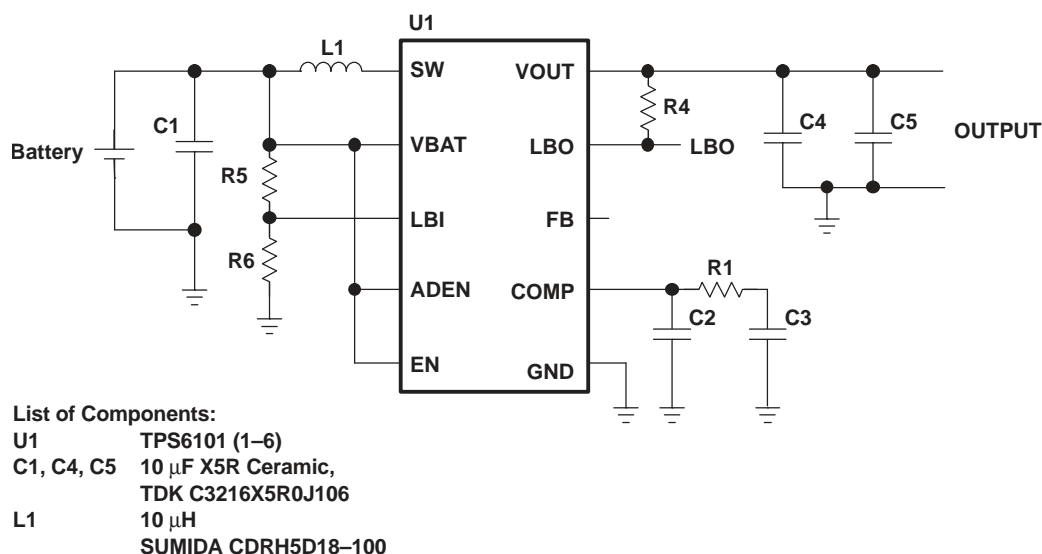 U1
L1
SW
VOUT
R4
C1
C4
C5
OUTPUT
Battery
VBAT
LBO
LBO
R5
LBI
FB
R6
R1
ADEN
COMP
C2
C3
EN
GND
List of Components:
U1 TPS6101 (1–6)
C1, C4, C5 10 μF X5R Ceramic,
TDK C3216X5R0J106
L1 10 μH
SUMIDA CDRH5D18–100